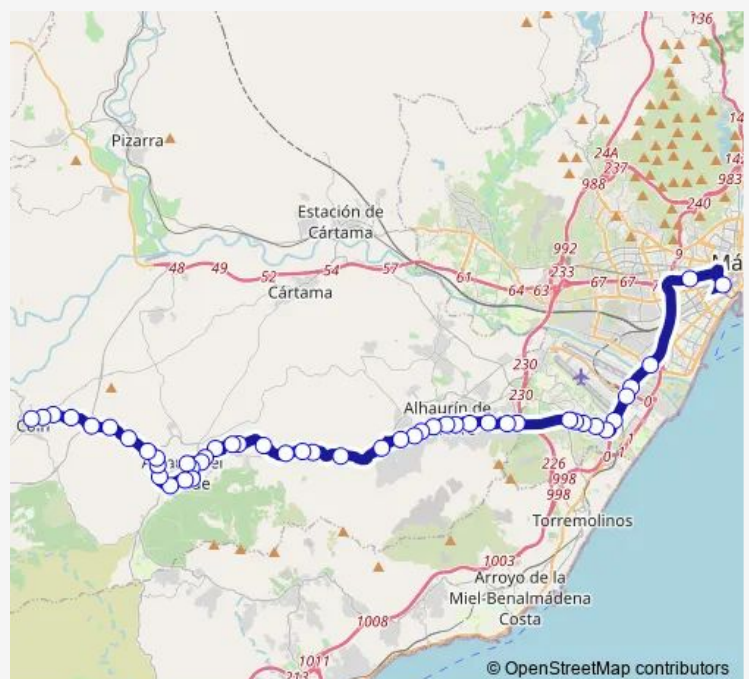 136
Pizarra
24A
237
983
988
240
Estación de
Cártama
992
9
48
49
52
54
57
61
64
63
233
67
67
Cártama
230
230
Alhaurín de
226
998
998
Torremolinos
1003
Arroyo de la
Miel-Benalmádena
Costa
1008
1011
213
© OpenStreetMap contributors